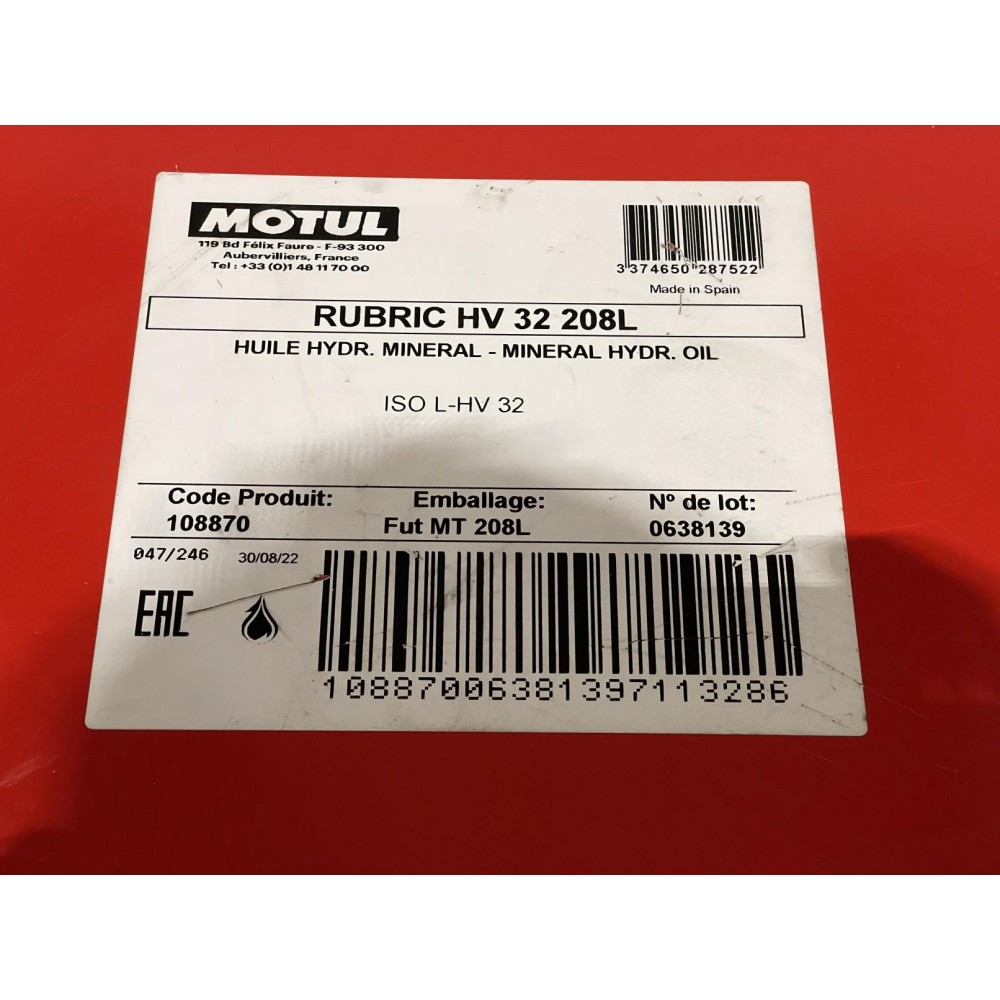 MOTUL
119 Bd Félix Faure - F-93 300
Aubervilliers, France
Tel : +33 (0)1 48 11 70 00
3 374650 287522
Made in Spain
RUBRIC HV 32 208L
HUILE HYDR. MINERAL - MINERAL HYDR. OIL
ISO L-HV 32
Code Produit: Emballage: Nº de lot:
108870 Fut MT 208L 0638139
047/246 30/08/22
EAC
10887006381397113286